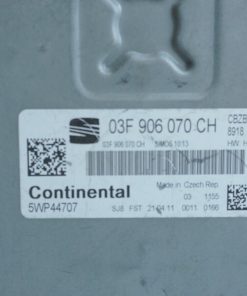 03F 906 070 CH CBZB
03F 906 070 CH SIMOS 10.13 8918
HW H
Continental Made in Czech Rep
5WP44707 03 1155
SJ8 FST 21/04/11 0011 0166